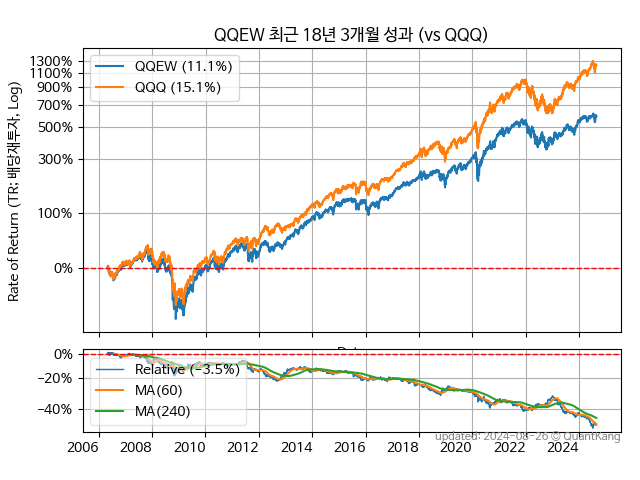 QQEW 최근 18년 3개월 성과 (vs QQQ)
Rate of Return (TR; 배당재투자, Log)
1300%
1100%
900%
700%
500%
300%
100%
0%
QQEW (11.1%)
QQQ (15.1%)
0%
−20%
−40%
Relative (−3.5%)
MA(60)
MA(240)
2006 2008 2010 2012 2014 2016 2018 2020 2022 2024
updated: 2024-08-26 © QuantKang